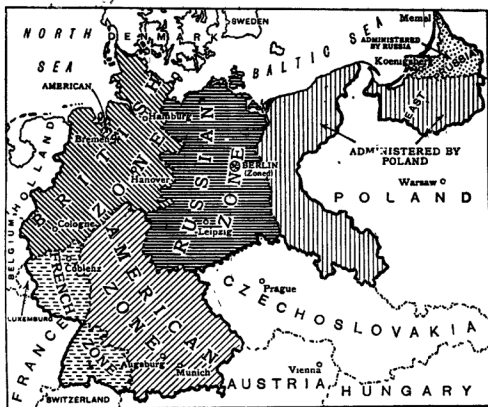 SWEDEN
DENMARK
NORTH
SEA
BALTIC SEA
Memel
ADMINISTERED
BY RUSSIA
Koenigsberg
EAST PRUSSIA
AMERICAN
Hamburg
Bremen
BRITISH
ZONE
Hanover
RUSSIAN
ZONE
BERLIN
(Zoned)
Leipzig
ADMINISTERED BY
POLAND
Warsaw
POLAND
HOLLAND
BELGIUM
Cologne
Coblenz
LUXEMBURG
FRENCH
ZONE
AMERICAN
ZONE
Augsburg
Munich
FRANCE
SWITZERLAND
Prague
CZECHOSLOVAKIA
Vienna
AUSTRIA
HUNGARY